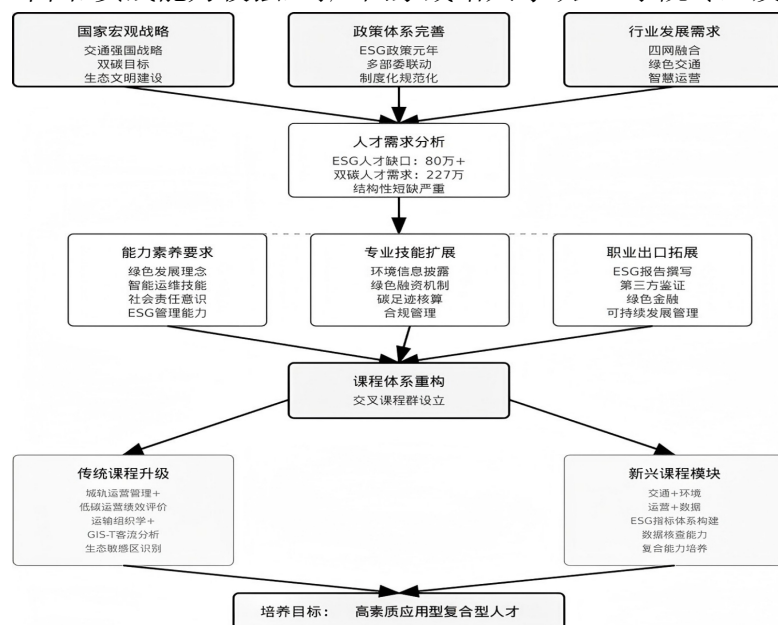 国家宏观战略
交通强国战略
双碳目标
生态文明建设
政策体系完善
ESG政策元年
多部委联动
制度化规范化
行业发展需求
四网融合
绿色交通
智慧运营
人才需求分析
ESG人才缺口：80万+
双碳人才需求：227万
结构性短缺严重
能力素养要求
绿色发展理念
智能运维技能
社会责任意识
ESG管理能力
专业技能扩展
环境信息披露
绿色融资机制
碳足迹核算
合规管理
职业出口拓展
ESG报告撰写
第三方鉴证
绿色金融
可持续发展管理
课程体系重构
交叉课程群设立
传统课程升级
城轨运营管理+
低碳运营绩效评价
运输组织学+
GIS-T客流分析
生态敏感区识别
新兴课程模块
交通+环境
运营+数据
ESG指标体系构建
数据核查能力
复合能力培养
培养目标： 高素质应用型复合型人才